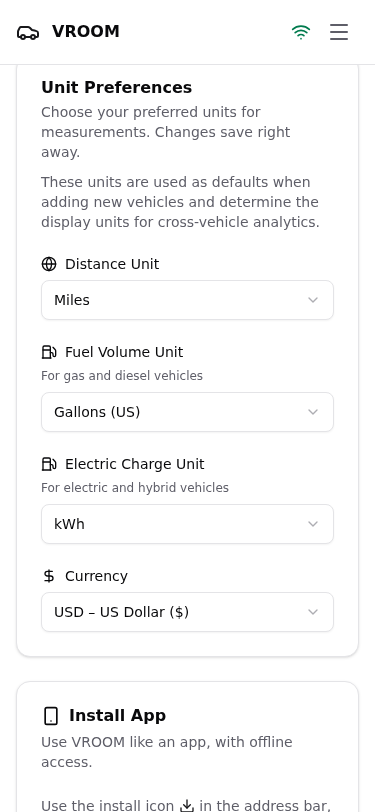 VROOM
Unit Preferences
Choose your preferred units for
measurements. Changes save right
away.
These units are used as defaults when
adding new vehicles and determine the
display units for cross-vehicle analytics.
Distance Unit
Miles
Fuel Volume Unit
For gas and diesel vehicles
Gallons (US)
Electric Charge Unit
For electric and hybrid vehicles
kWh
Currency
USD – US Dollar ($)
Install App
Use VROOM like an app, with offline
access.
Use the install icon in the address bar,